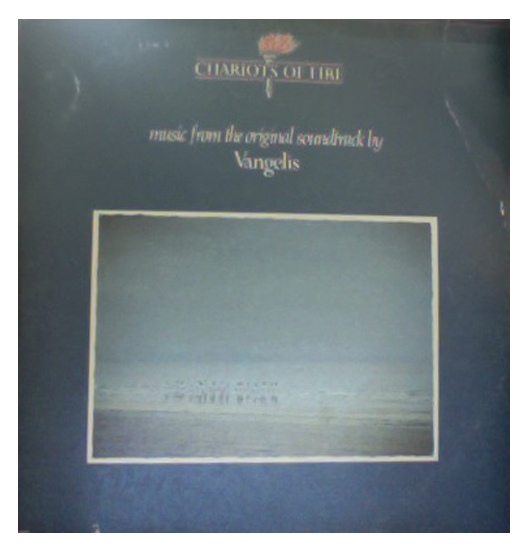 CHARIOTS OF FIRE
music from the original soundtrack by
Vangelis